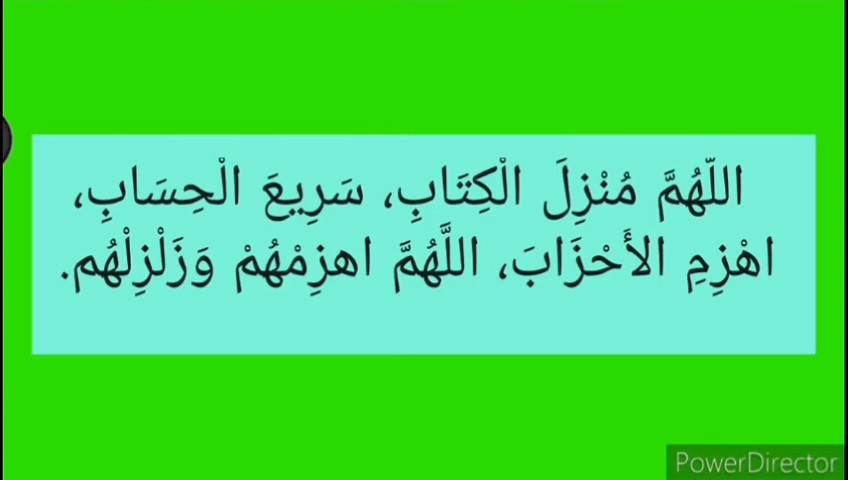 اللّهُمَّ مُنْزِلَ الْكِتَابِ، سَرِيعَ الْحِسَابِ،
اهْزِمِ الأَحْزَابَ، اللَّهُمَّ اهزِمْهُمْ وَزَلْزِلْهُم.
PowerDirector